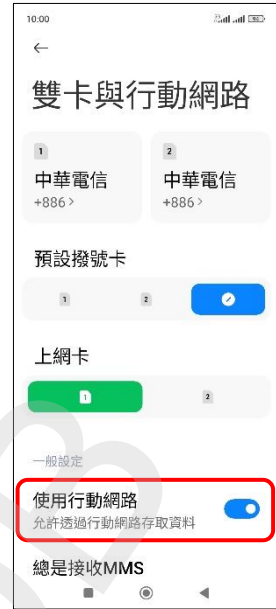 10:00
雙卡與行動網路
1
中華電信
+886 >
2
中華電信
+886 >
預設撥號卡
1
2
上網卡
1
2
一般設定
使用行動網路
允許透過行動網路存取資料
總是接收MMS